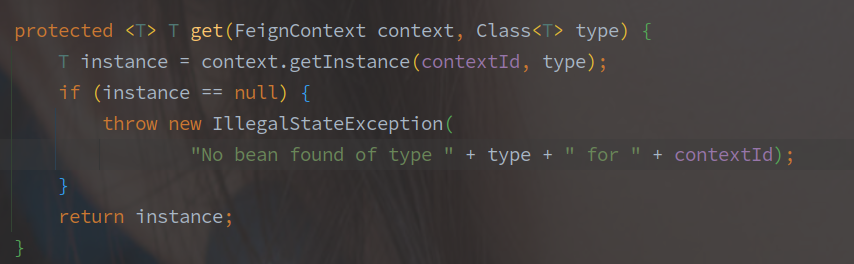 protected <T> T get(FeignContext context, Class<T> type) {
    T instance = context.getInstance(contextId, type);
    if (instance == null) {
        throw new IllegalStateException(
                "No bean found of type " + type + " for " + contextId);
    }
    return instance;
}